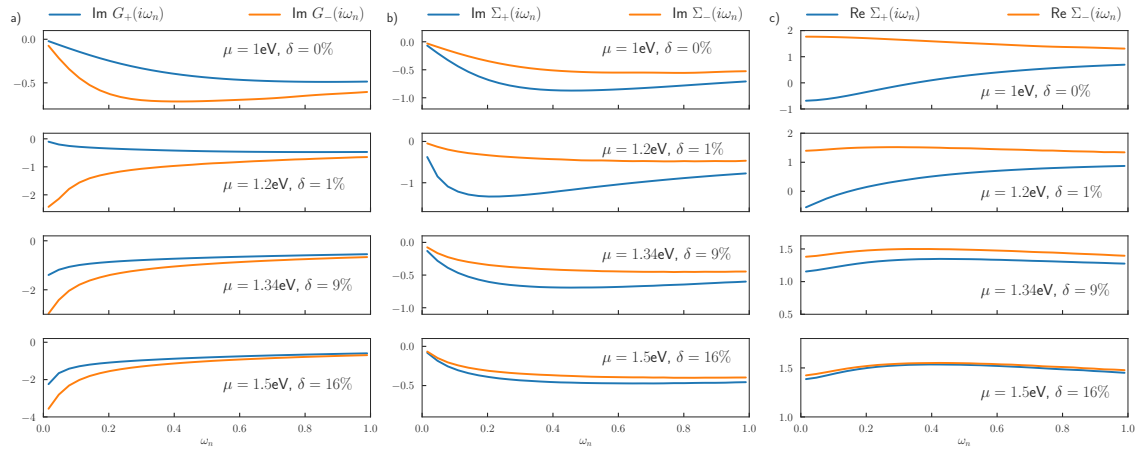 a) Im G₊(iωₙ) Im G₋(iωₙ)
0.0
−0.5
μ = 1eV, δ = 0%
0
−1
−2
μ = 1.2eV, δ = 1%
0
−2
μ = 1.34eV, δ = 9%
0
−2
−4
μ = 1.5eV, δ = 16%
0.0 0.2 0.4 0.6 0.8 1.0
ωₙ
b) Im Σ₊(iωₙ) Im Σ₋(iωₙ)
0.0
−0.5
−1.0
μ = 1eV, δ = 0%
0
−1
μ = 1.2eV, δ = 1%
0.0
−0.5
−1.0
μ = 1.34eV, δ = 9%
0.0
−0.5
μ = 1.5eV, δ = 16%
0.0 0.2 0.4 0.6 0.8 1.0
ωₙ
c) Re Σ₊(iωₙ) Re Σ₋(iωₙ)
2
1
0
−1
μ = 1eV, δ = 0%
2
1
0
μ = 1.2eV, δ = 1%
1.5
1.0
0.5
μ = 1.34eV, δ = 9%
1.5
1.0
μ = 1.5eV, δ = 16%
0.0 0.2 0.4 0.6 0.8 1.0
ωₙ